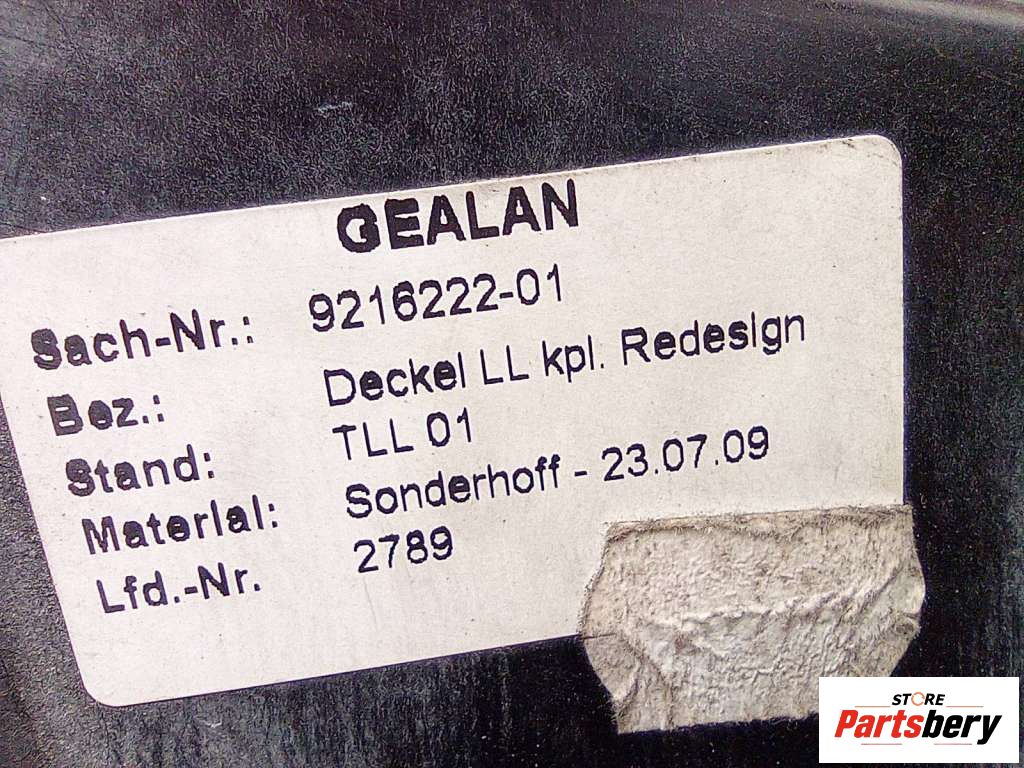 GEALAN
Sach-Nr.: 9216222-01
Bez.: Deckel LL kpl. Redesign
Stand: TLL 01
Material: Sonderhoff - 23.07.09
Lfd.-Nr. 2789
STORE
Partsbery